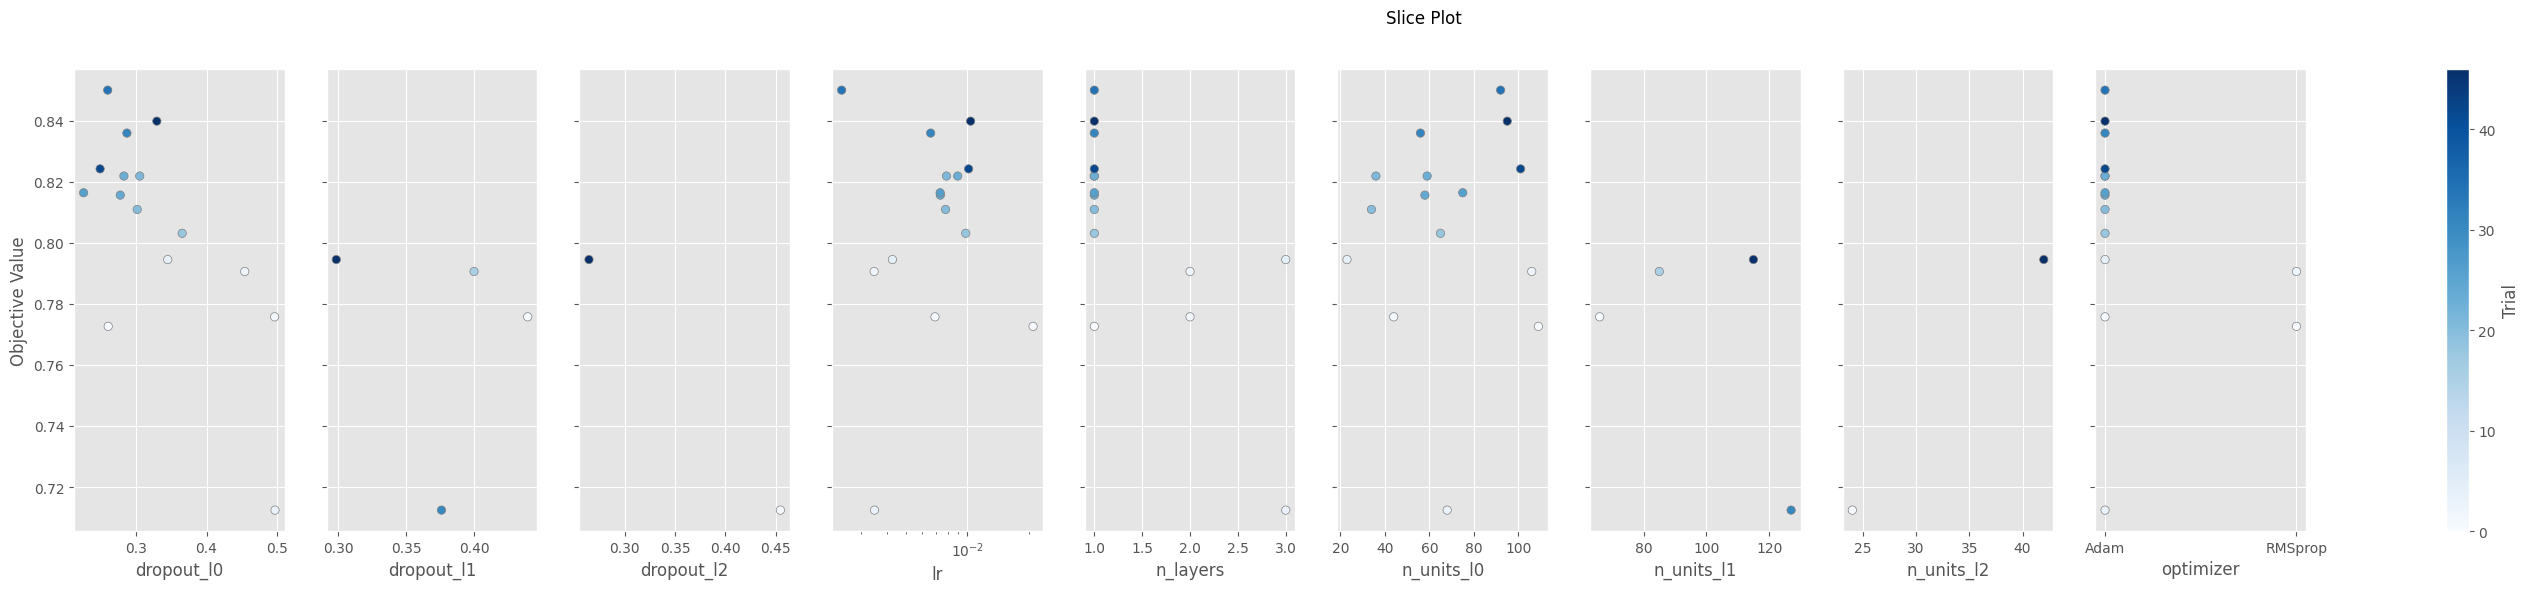 Slice Plot
Objective Value
0.84
0.82
0.80
0.78
0.76
0.74
0.72
0.3 0.4 0.5
dropout_l0
0.30 0.35 0.40
dropout_l1
0.30 0.35 0.40 0.45
dropout_l2
10⁻²
lr
1.0 1.5 2.0 2.5 3.0
n_layers
20 40 60 80 100
n_units_l0
80 100 120
n_units_l1
25 30 35 40
n_units_l2
Adam RMSprop
optimizer
40
30
20
10
0
Trial